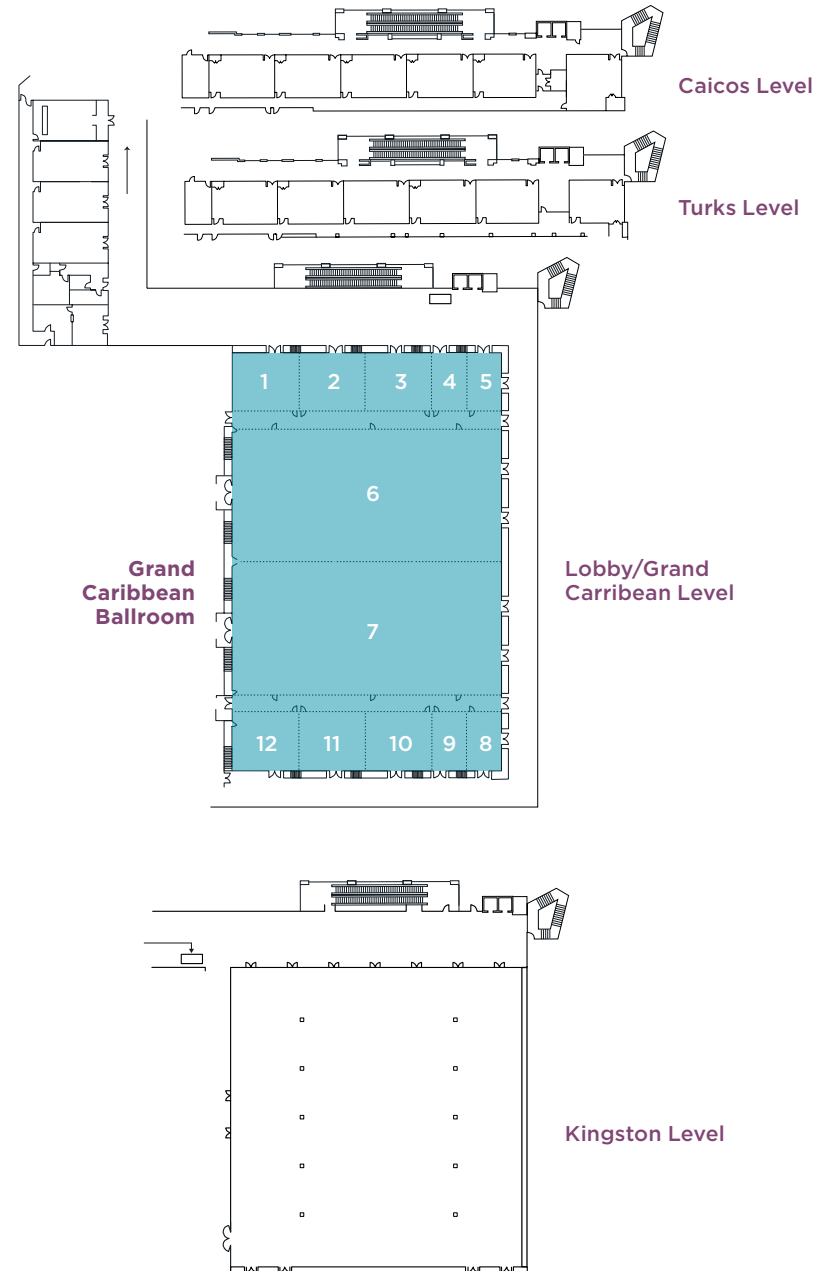 Caicos Level
Turks Level
1 2 3 4 5
6
Grand
Caribbean
Ballroom
Lobby/Grand
Carribean Level
7
12 11 10 9 8
Kingston Level